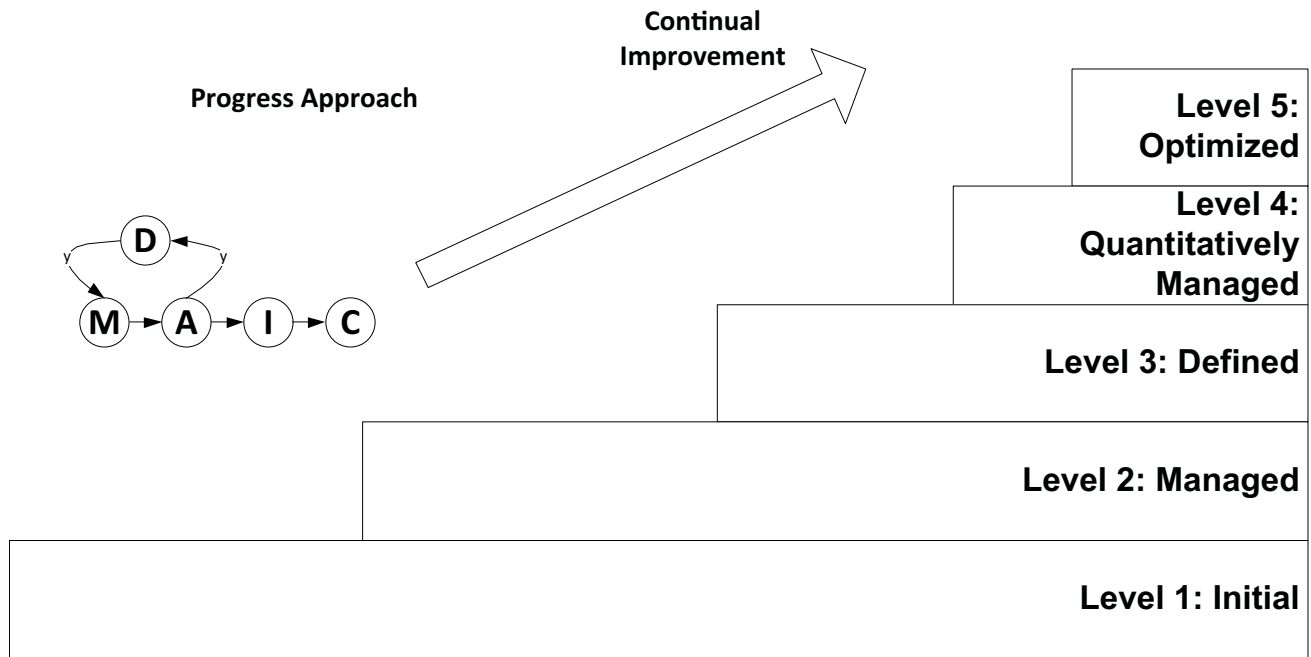 Continual
Improvement
Progress Approach
Level 5:
Optimized
Level 4:
Quantitatively
Managed
D
y
y
M
A
I
C
Level 3: Defined
Level 2: Managed
Level 1: Initial